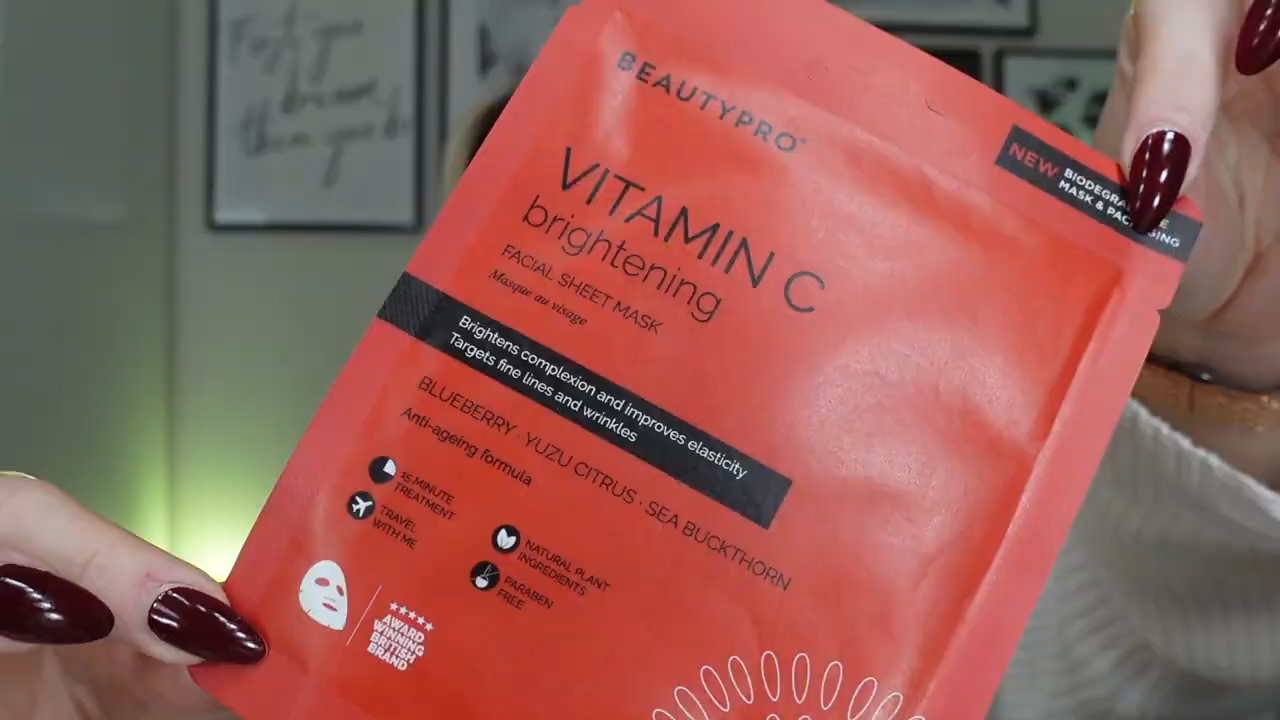 BEAUTYPRO
NEW
MASK &
VITAMIN C
brightening
FACIAL SHEET MASK
Masque au visage
Brightens complexion and improves elasticity
Targets fine lines and wrinkles
BLUEBERRY · YUZU CITRUS · SEA BUCKTHORN
Anti-ageing formula
15 MINUTE
TREATMENT
TRAVEL
WITH ME
NATURAL PLANT
INGREDIENTS
PARABEN
FREE
AWARD
WINNING
BRITISH
BRAND